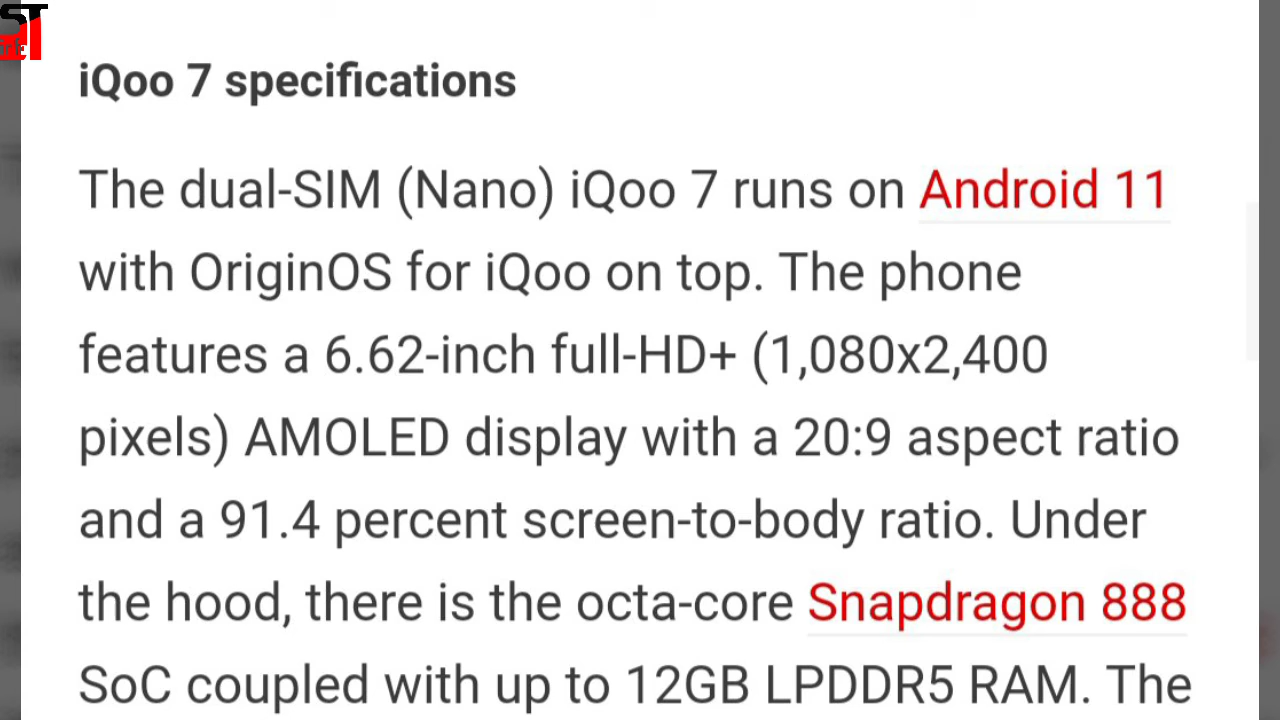 ST
iQoo 7 specifications
The dual-SIM (Nano) iQoo 7 runs on Android 11
with OriginOS for iQoo on top. The phone
features a 6.62-inch full-HD+ (1,080x2,400
pixels) AMOLED display with a 20:9 aspect ratio
and a 91.4 percent screen-to-body ratio. Under
the hood, there is the octa-core Snapdragon 888
SoC coupled with up to 12GB LPDDR5 RAM. The